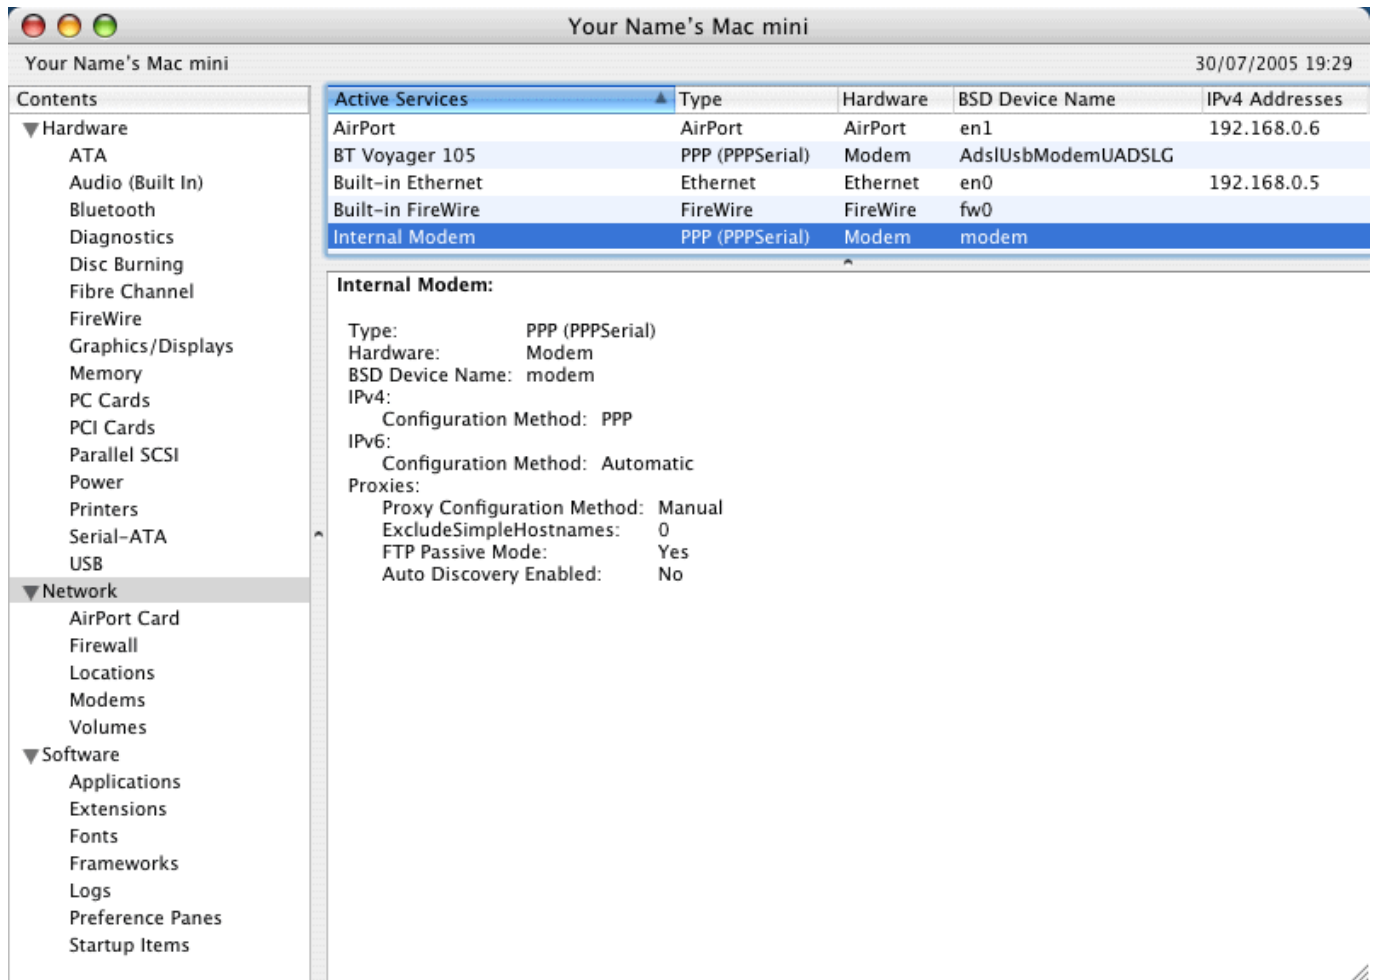 Your Name's Mac mini
Your Name's Mac mini 30/07/2005 19:29
Contents
Hardware
ATA
Audio (Built In)
Bluetooth
Diagnostics
Disc Burning
Fibre Channel
FireWire
Graphics/Displays
Memory
PC Cards
PCI Cards
Parallel SCSI
Power
Printers
Serial-ATA
USB
Network
AirPort Card
Firewall
Locations
Modems
Volumes
Software
Applications
Extensions
Fonts
Frameworks
Logs
Preference Panes
Startup Items
Active Services Type Hardware BSD Device Name IPv4 Addresses
AirPort AirPort AirPort en1 192.168.0.6
BT Voyager 105 PPP (PPPSerial) Modem AdslUsbModemUADSLG
Built-in Ethernet Ethernet Ethernet en0 192.168.0.5
Built-in FireWire FireWire FireWire fw0
Internal Modem PPP (PPPSerial) Modem modem
Internal Modem:
Type: PPP (PPPSerial)
Hardware: Modem
BSD Device Name: modem
IPv4:
Configuration Method: PPP
IPv6:
Configuration Method: Automatic
Proxies:
Proxy Configuration Method: Manual
ExcludeSimpleHostnames: 0
FTP Passive Mode: Yes
Auto Discovery Enabled: No